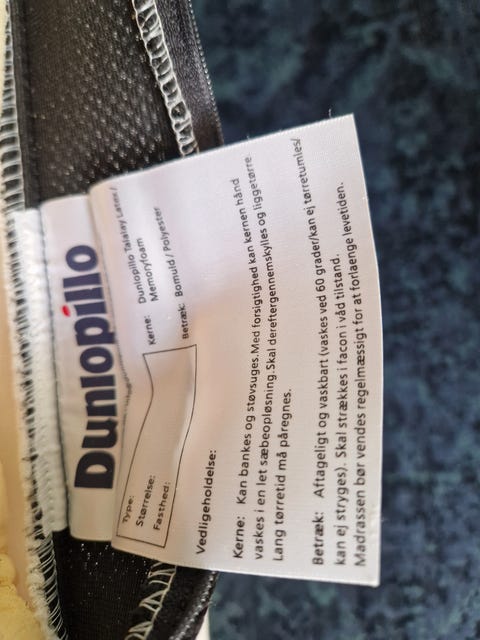 Dunlopillo
Type:
Størrelse:
Fasthed:
Kerne: Dunlopillo Talalay Latex /
Memoryfoam
Betræk: Bomuld / Polyester
Vedligeholdelse:
Kerne: Kan bankes og støvsuges.Med forsigtighed kan kernen hånd
vaskes i en let sæbeopløsning.Skal dereftergennemskylles og liggetørre
Lang tørretid må påregnes.
Betræk: Aftageligt og vaskbart (vaskes ved 60 grader/kan ej tørretumles/
kan ej stryges). Skal strækkes i facon i våd tilstand.
Madrassen bør vendes regelmæssigt for at forlænge levetiden.